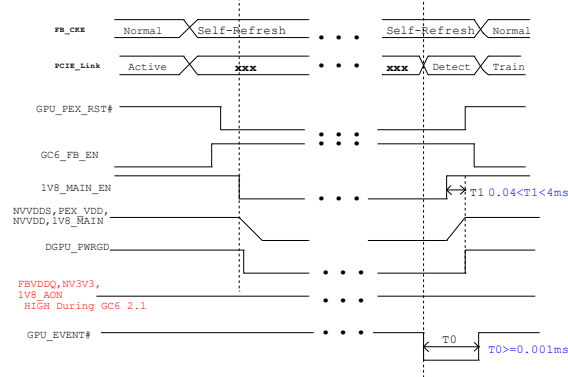 FB_CKE Normal Self-Refresh Self-Refresh Normal
PCIE_Link Active xxx xxx Detect Train
GPU_PEX_RST#
GC6_FB_EN
1V8_MAIN_EN T1 0.04<T1<4ms
NVVDDS,PEX_VDD,
NVVDD,1V8_MAIN
DGPU_PWRGD
FBVDDQ,NV3V3,
1V8_AON
HIGH During GC6 2.1
GPU_EVENT# T0
T0>=0.001ms